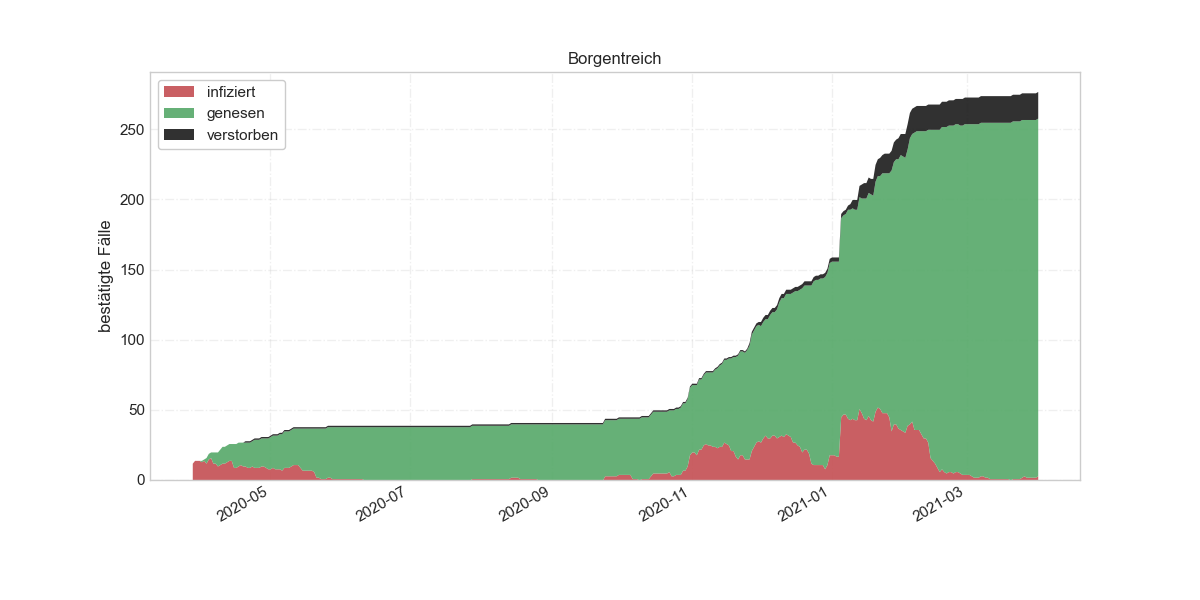 Borgentreich
infiziert
genesen
verstorben
bestätigte Fälle
250
200
150
100
50
0
2020-05
2020-07
2020-09
2020-11
2021-01
2021-03